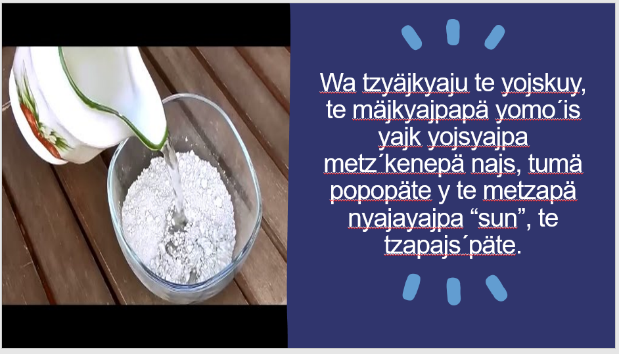 Wa tzyäjkyaju te yojskuy,
te mäjkyajpapä yomo´is
yajk yojsyajpa
metz´kenepä najs, tumä
popopäte y te metzapä
nyajayajpa “sun”, te
tzapajs´päte.